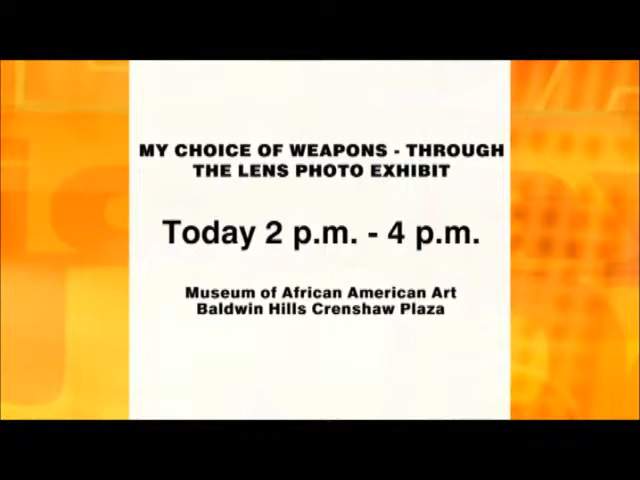 MY CHOICE OF WEAPONS - THROUGH
THE LENS PHOTO EXHIBIT
Today 2 p.m. - 4 p.m.
Museum of African American Art
Baldwin Hills Crenshaw Plaza